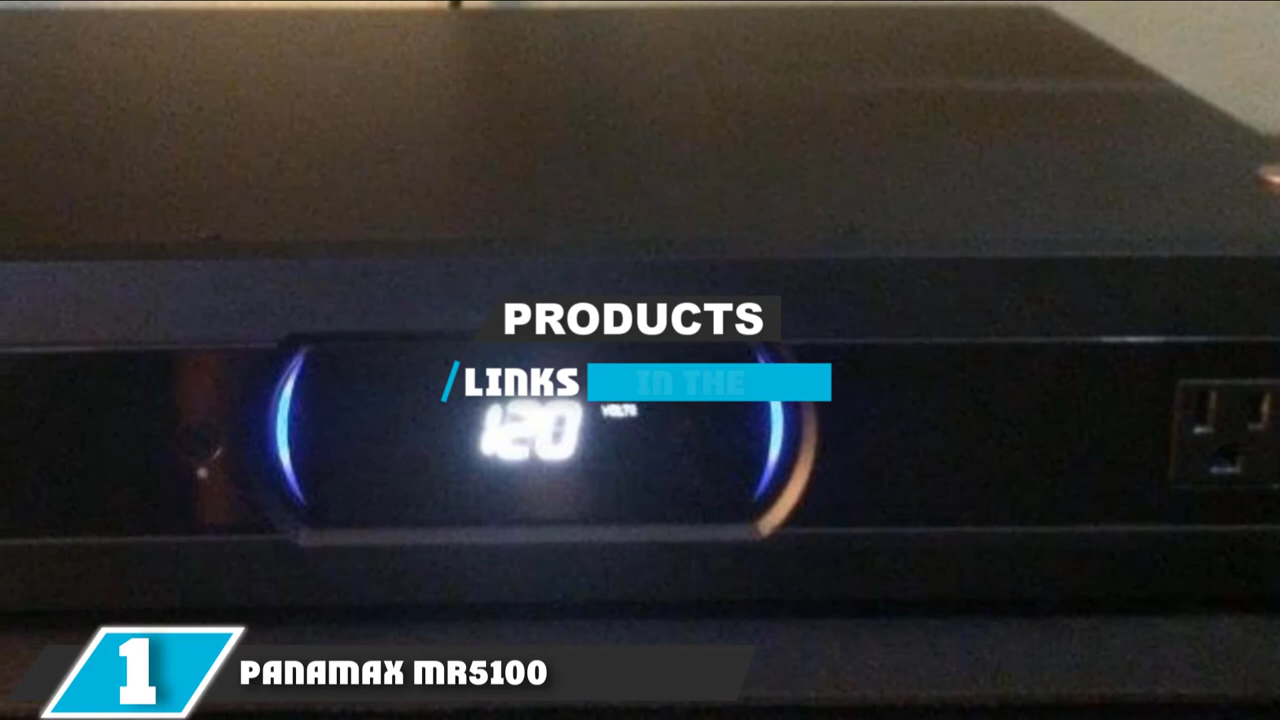 PRODUCTS
/LINKS IN THE
120 VOLTS
1 PANAMAX MR5100